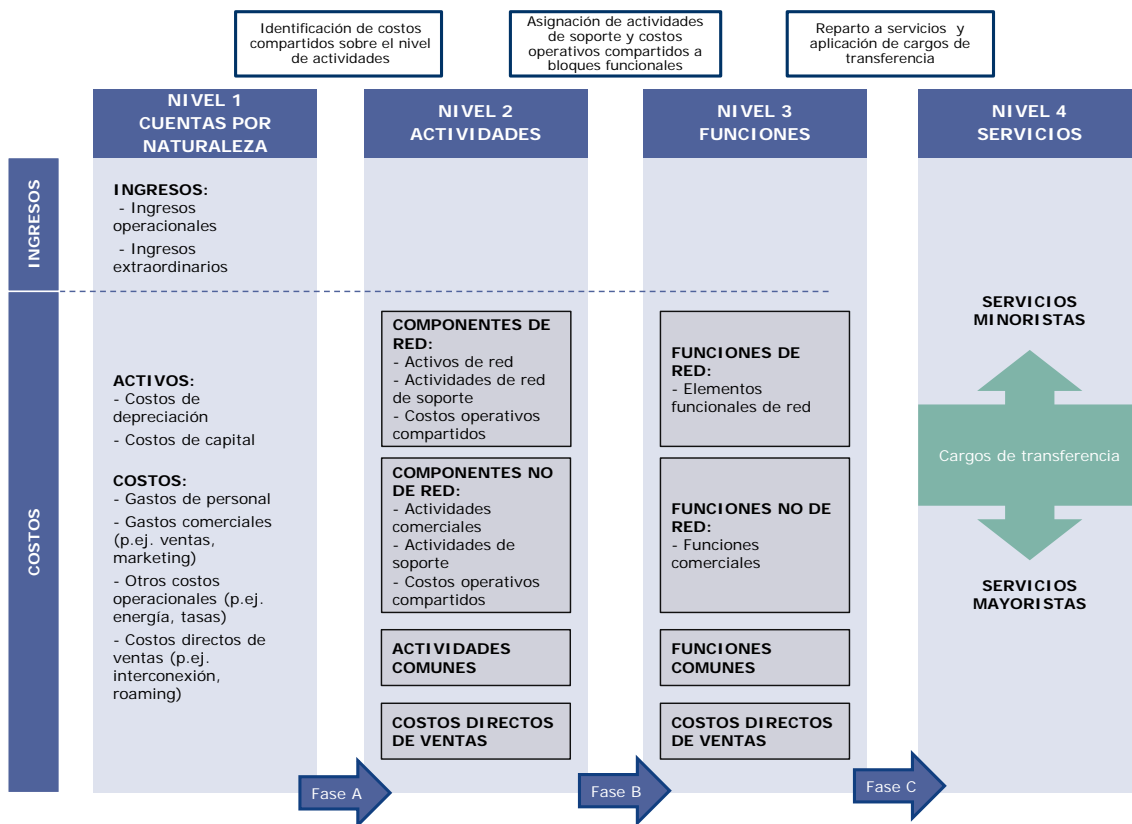 Identificación de costos
compartidos sobre el nivel
de actividades
Asignación de actividades
de soporte y costos
operativos compartidos a
bloques funcionales
Reparto a servicios y
aplicación de cargos de
transferencia
NIVEL 1
CUENTAS POR
NATURALEZA
NIVEL 2
ACTIVIDADES
NIVEL 3
FUNCIONES
NIVEL 4
SERVICIOS
INGRESOS
INGRESOS:
- Ingresos
operacionales
- Ingresos
extraordinarios
COSTOS
ACTIVOS:
- Costos de
depreciación
- Costos de capital
COSTOS:
- Gastos de personal
- Gastos comerciales
(p.ej. ventas,
marketing)
- Otros costos
operacionales (p.ej.
energía, tasas)
- Costos directos de
ventas (p.ej.
interconexión,
roaming)
COMPONENTES DE
RED:
- Activos de red
- Actividades de red
de soporte
- Costos operativos
compartidos
COMPONENTES NO
DE RED:
- Actividades
comerciales
- Actividades de
soporte
- Costos operativos
compartidos
ACTIVIDADES
COMUNES
COSTOS DIRECTOS
DE VENTAS
FUNCIONES DE
RED:
- Elementos
funcionales de red
FUNCIONES NO DE
RED:
- Funciones
comerciales
FUNCIONES
COMUNES
COSTOS DIRECTOS
DE VENTAS
SERVICIOS
MINORISTAS
Cargos de transferencia
SERVICIOS
MAYORISTAS
Fase A
Fase B
Fase C